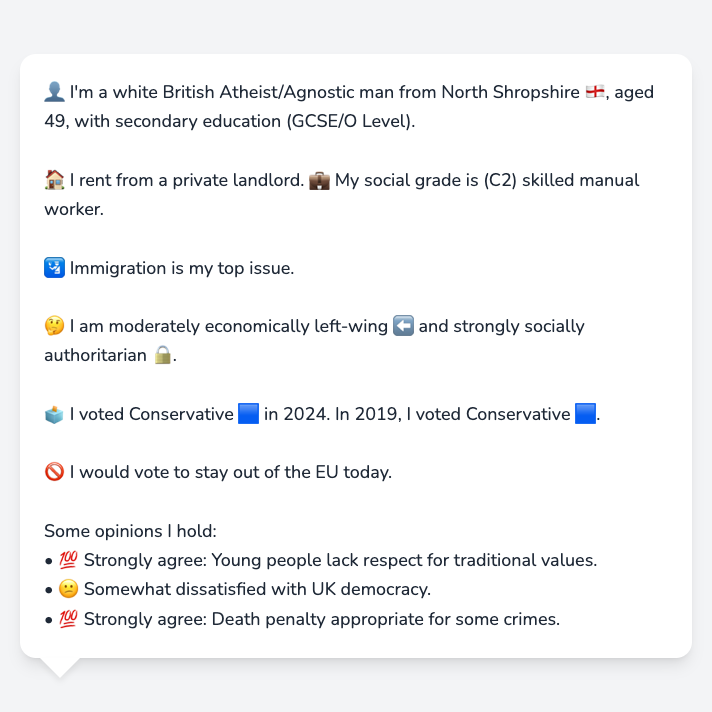 👤 I'm a white British Atheist/Agnostic man from North Shropshire 🏴󠁧󠁢󠁥󠁮󠁧󠁿, aged
49, with secondary education (GCSE/O Level).
🏠 I rent from a private landlord. 💼 My social grade is (C2) skilled manual
worker.
🛂 Immigration is my top issue.
🤔 I am moderately economically left-wing ⬅️ and strongly socially
authoritarian 🔒.
🗳️ I voted Conservative 🟦 in 2024. In 2019, I voted Conservative 🟦.
🚫 I would vote to stay out of the EU today.
Some opinions I hold:
• 💯 Strongly agree: Young people lack respect for traditional values.
• 😕 Somewhat dissatisfied with UK democracy.
• 💯 Strongly agree: Death penalty appropriate for some crimes.